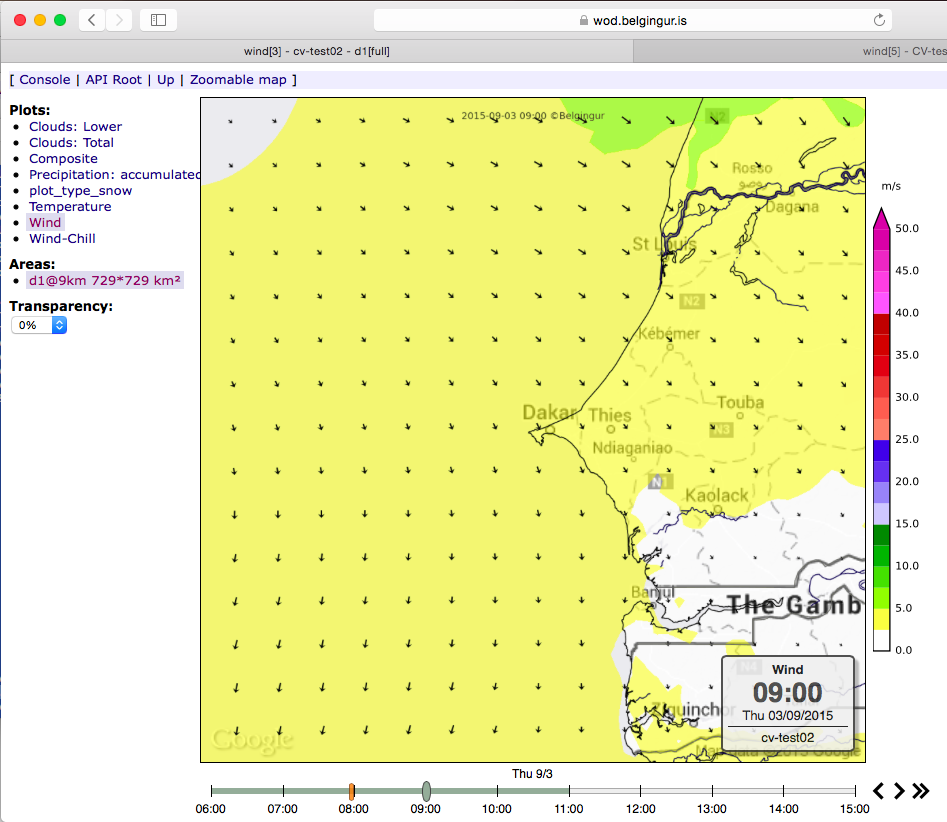 wod.belgingur.is
wind[3] - cv-test02 - d1[full]
wind[5] - CV-tes
[ Console | API Root | Up | Zoomable map ]
Plots:
Clouds: Lower
Clouds: Total
Composite
Precipitation: accumulated
plot_type_snow
Temperature
Wind
Wind-Chill
Areas:
d1@9km 729*729 km²
Transparency:
0%
2015-09-03 09:00 ©Belgingur
N2
Rosso
روصو
Dagana
St Louis
N2
Kébémer
Dakar
Thies
Touba
N3
Ndiaganiao
N1
Kaolack
Banjul
The Gamb
N4
Ziguinchor
Google
Map data ©2015 Google
Wind
09:00
Thu 03/09/2015
cv-test02
m/s
50.0
45.0
40.0
35.0
30.0
25.0
20.0
15.0
10.0
5.0
0.0
Thu 9/3
06:00 07:00 08:00 09:00 10:00 11:00 12:00 13:00 14:00 15:00